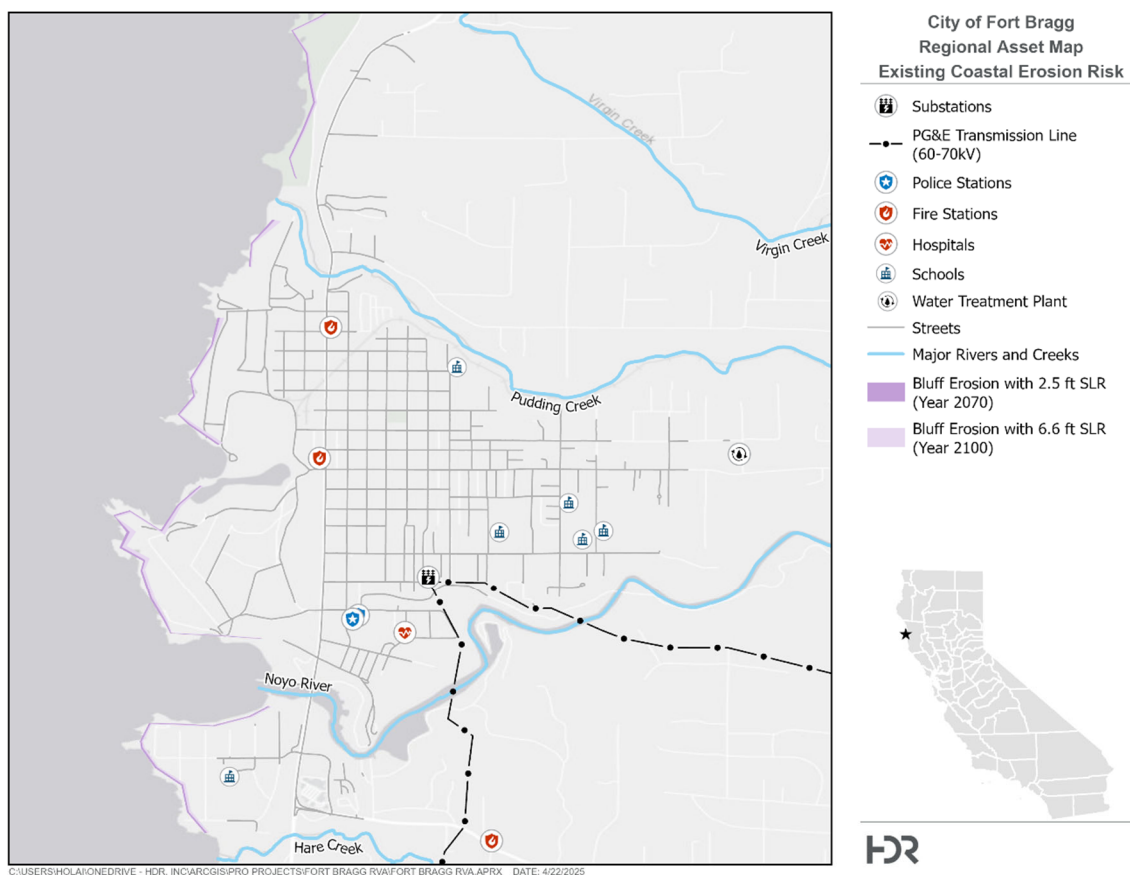 City of Fort Bragg
Regional Asset Map
Existing Coastal Erosion Risk
Substations
PG&E Transmission Line
(60-70kV)
Police Stations
Fire Stations
Hospitals
Schools
Water Treatment Plant
Streets
Major Rivers and Creeks
Bluff Erosion with 2.5 ft SLR
(Year 2070)
Bluff Erosion with 6.6 ft SLR
(Year 2100)
Virgin Creek
Virgin Creek
Pudding Creek
Noyo River
Hare Creek
HDR
C:\USERS\HOLAI\ONEDRIVE - HDR, INC\ARCGIS\PRO PROJECTS\FORT BRAGG RVA\FORT BRAGG RVA.APRX DATE: 4/22/2025